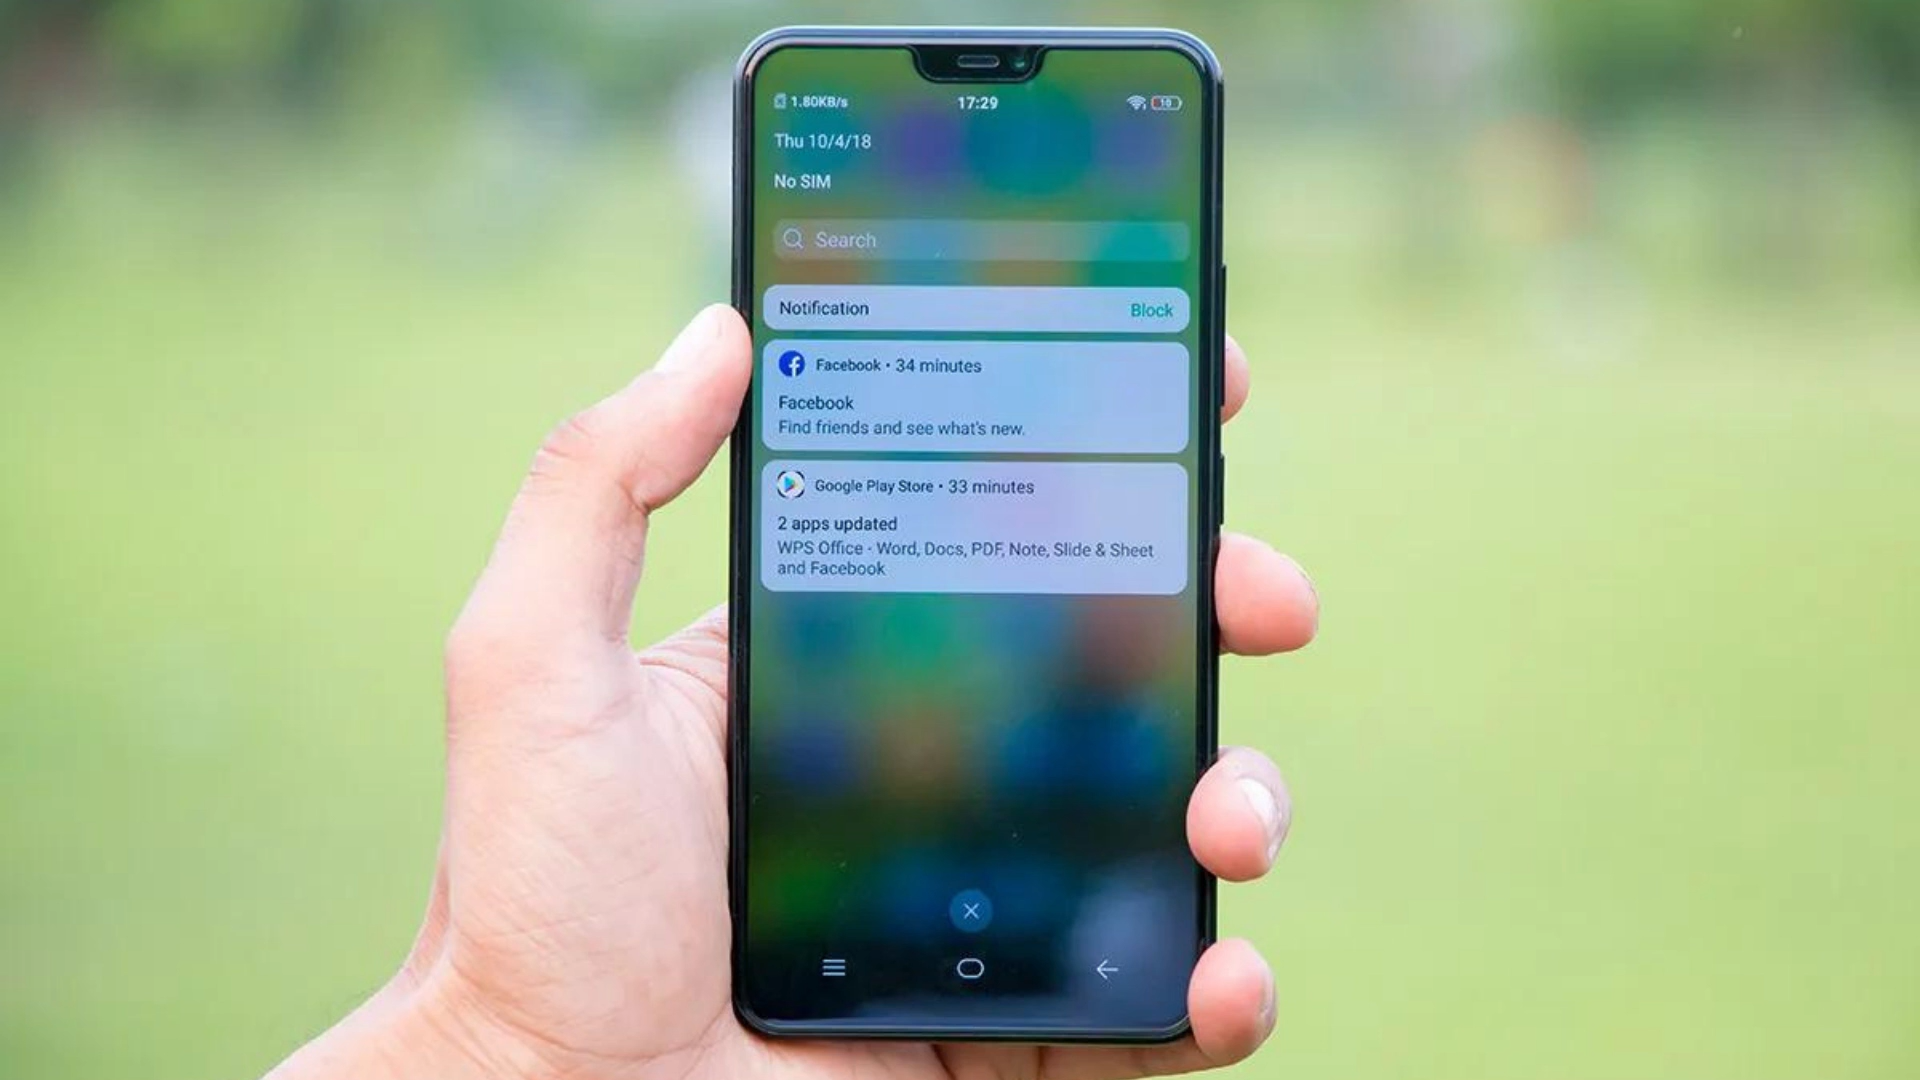 1.80KB/s 17:29 10
Thu 10/4/18
No SIM
Search
Notification Block
Facebook • 34 minutes
Facebook
Find friends and see what's new.
Google Play Store • 33 minutes
2 apps updated
WPS Office - Word, Docs, PDF, Note, Slide & Sheet
and Facebook